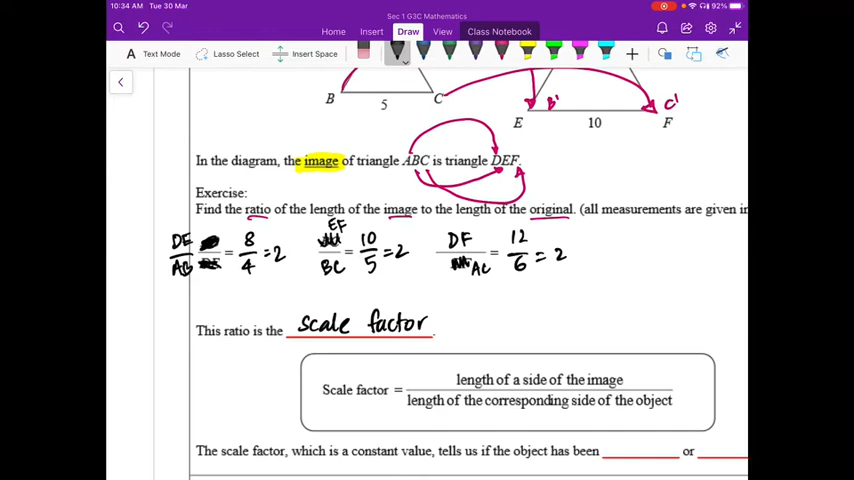 10:34 AM Tue 30 Mar
Sec 1 G3C Mathematics
92%
Home Insert Draw View Class Notebook
A Text Mode Lasso Select Insert Space
B C C'
5 B'
E 10 F
In the diagram, the image of triangle ABC is triangle DEF.
Exercise:
Find the ratio of the length of the image to the length of the original. (all measurements are given in
DE/AB = 8/4 = 2 EF/BC = 10/5 = 2 DF/AC = 12/6 = 2
This ratio is the scale factor.
length of a side of the image
Scale factor =
length of the corresponding side of the object
The scale factor, which is a constant value, tells us if the object has been or